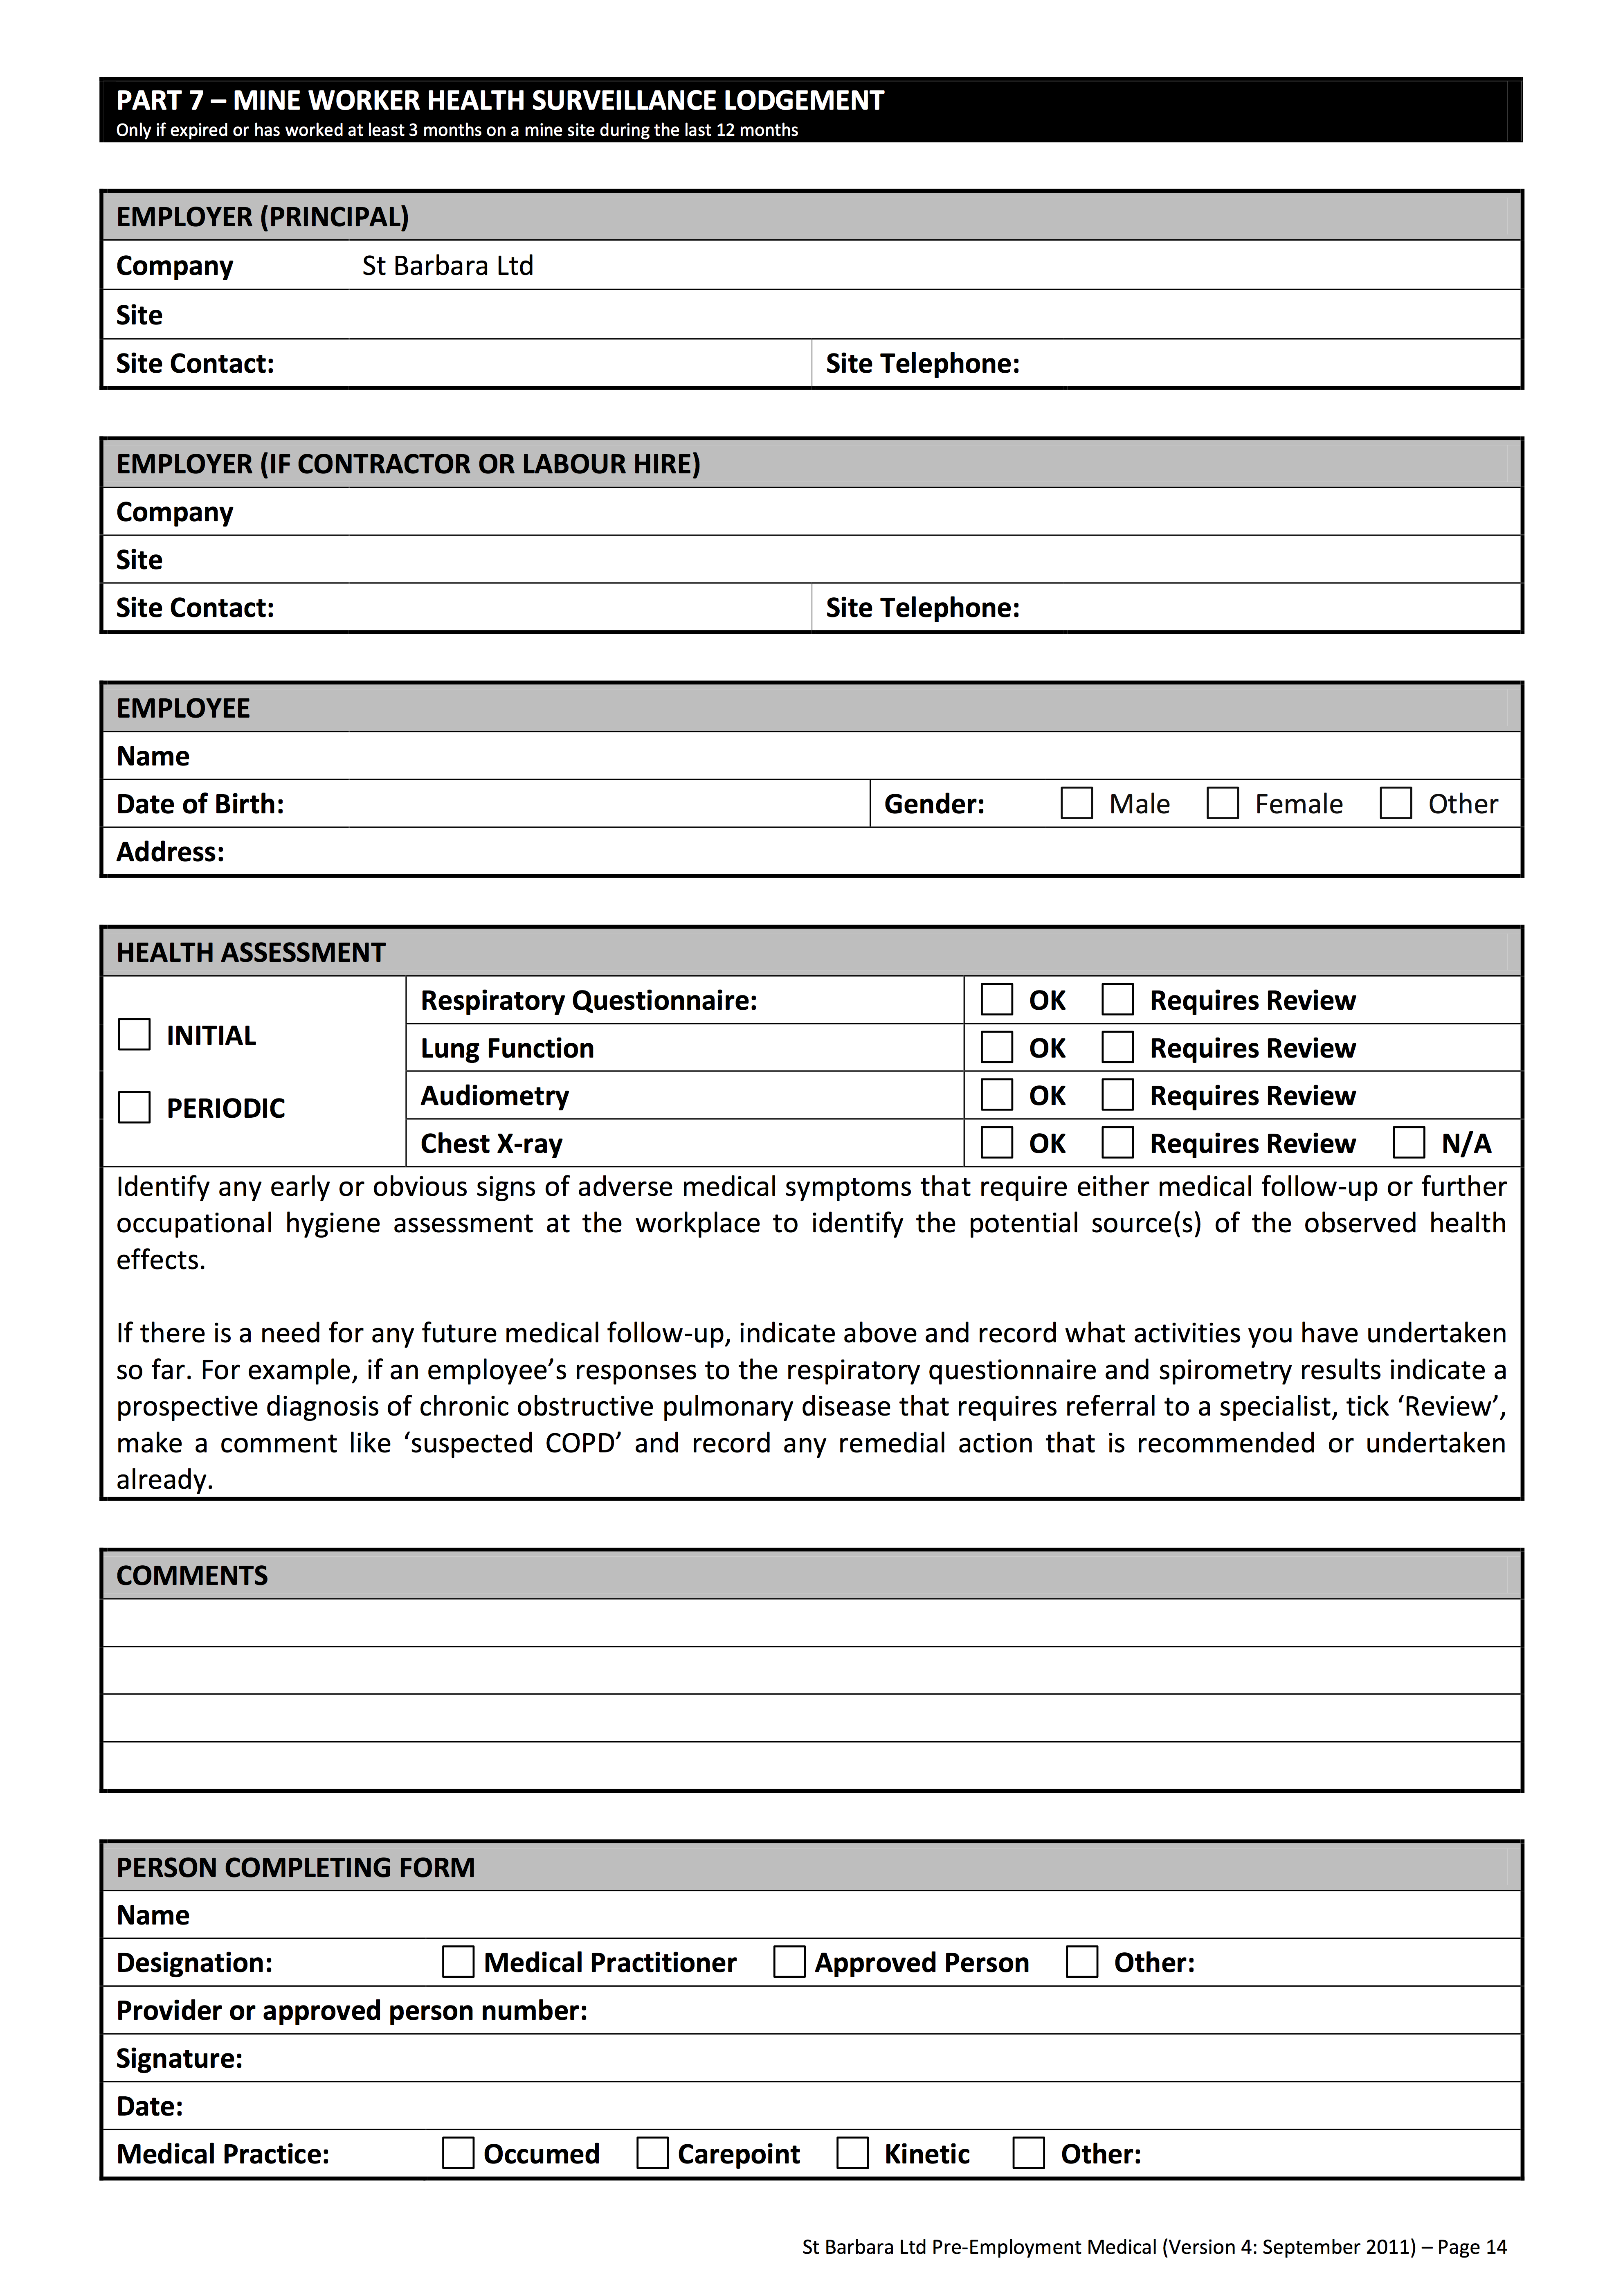 PART 7 – MINE WORKER HEALTH SURVEILLANCE LODGEMENT
Only if expired or has worked at least 3 months on a mine site during the last 12 months
EMPLOYER (PRINCIPAL)
Company St Barbara Ltd
Site
Site Contact: Site Telephone:
EMPLOYER (IF CONTRACTOR OR LABOUR HIRE)
Company
Site
Site Contact: Site Telephone:
EMPLOYEE
Name
Date of Birth: Gender: Male Female Other
Address:
HEALTH ASSESSMENT
INITIAL
PERIODIC
Respiratory Questionnaire: OK Requires Review
Lung Function OK Requires Review
Audiometry OK Requires Review
Chest X-ray OK Requires Review N/A
Identify any early or obvious signs of adverse medical symptoms that require either medical follow-up or further
occupational hygiene assessment at the workplace to identify the potential source(s) of the observed health
effects.
If there is a need for any future medical follow-up, indicate above and record what activities you have undertaken
so far. For example, if an employee’s responses to the respiratory questionnaire and spirometry results indicate a
prospective diagnosis of chronic obstructive pulmonary disease that requires referral to a specialist, tick ‘Review’,
make a comment like ‘suspected COPD’ and record any remedial action that is recommended or undertaken
already.
COMMENTS
PERSON COMPLETING FORM
Name
Designation: Medical Practitioner Approved Person Other:
Provider or approved person number:
Signature:
Date:
Medical Practice: Occumed Carepoint Kinetic Other:
St Barbara Ltd Pre-Employment Medical (Version 4: September 2011) – Page 14